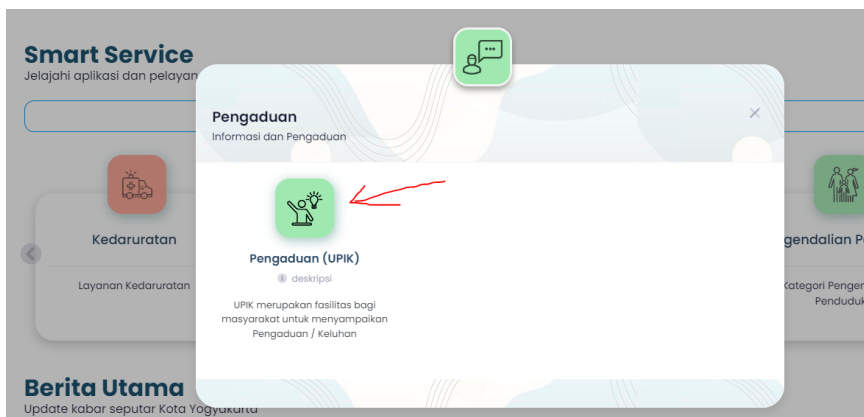 Smart Service
Jelajahi aplikasi dan pelayan
Pengaduan
Informasi dan Pengaduan
Kedaruratan
Layanan Kedaruratan
Pengaduan (UPIK)
deskripsi
UPIK merupakan fasilitas bagi
masyarakat untuk menyampaikan
Pengaduan / Keluhan
gendalian P
Kategori Penger
Penduduk
Berita Utama
Update kabar seputar Kota Yogyakarta